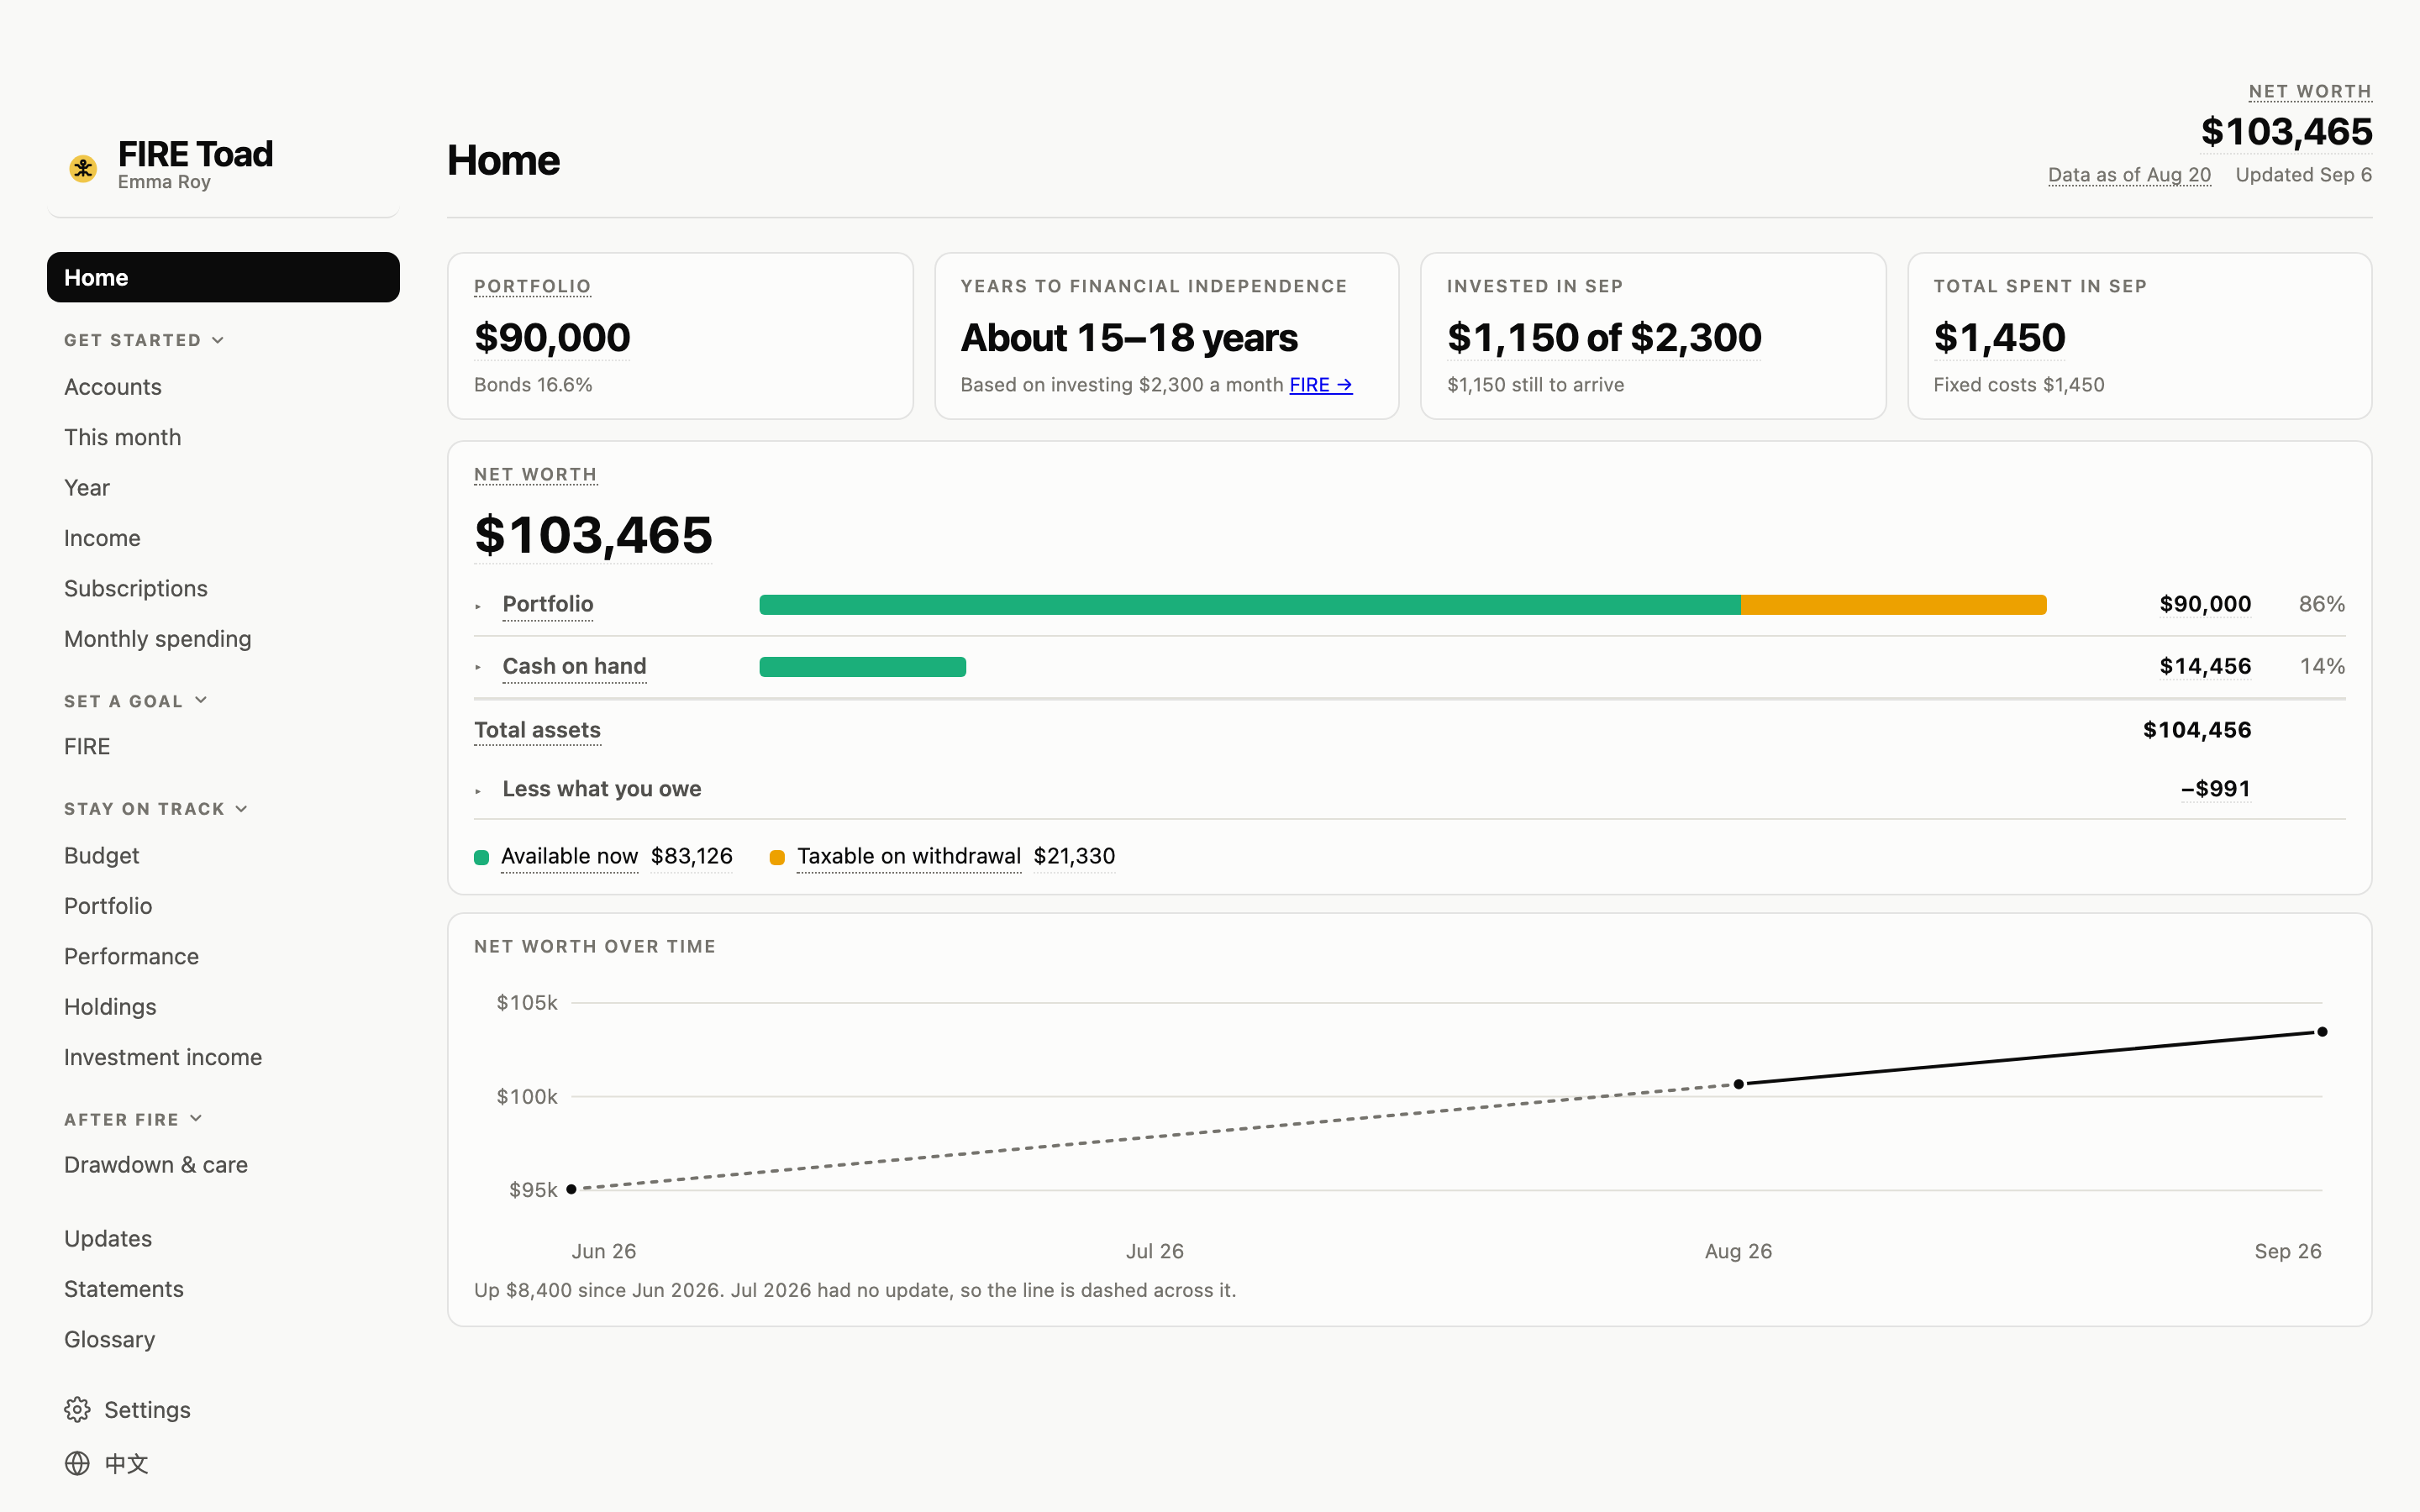 FIRE Toad
Emma Roy
Home
GET STARTED
Accounts
This month
Year
Income
Subscriptions
Monthly spending
SET A GOAL
FIRE
STAY ON TRACK
Budget
Portfolio
Performance
Holdings
Investment income
AFTER FIRE
Drawdown & care
Updates
Statements
Glossary
Settings
中文
Home
NET WORTH
$103,465
Data as of Aug 20 Updated Sep 6
PORTFOLIO
$90,000
Bonds 16.6%
YEARS TO FINANCIAL INDEPENDENCE
About 15–18 years
Based on investing $2,300 a month FIRE →
INVESTED IN SEP
$1,150 of $2,300
$1,150 still to arrive
TOTAL SPENT IN SEP
$1,450
Fixed costs $1,450
NET WORTH
$103,465
Portfolio $90,000 86%
Cash on hand $14,456 14%
Total assets $104,456
Less what you owe –$991
Available now $83,126 Taxable on withdrawal $21,330
NET WORTH OVER TIME
$105k
$100k
$95k
Jun 26 Jul 26 Aug 26 Sep 26
Up $8,400 since Jun 2026. Jul 2026 had no update, so the line is dashed across it.